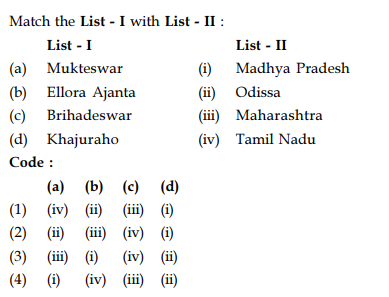 Match the List - I with List - II :
List - I List - II
(a) Mukteswar (i) Madhya Pradesh
(b) Ellora Ajanta (ii) Odissa
(c) Brihadeswar (iii) Maharashtra
(d) Khajuraho (iv) Tamil Nadu
Code :
(a) (b) (c) (d)
(1) (iv) (ii) (iii) (i)
(2) (ii) (iii) (iv) (i)
(3) (iii) (i) (iv) (ii)
(4) (i) (iv) (iii) (ii)